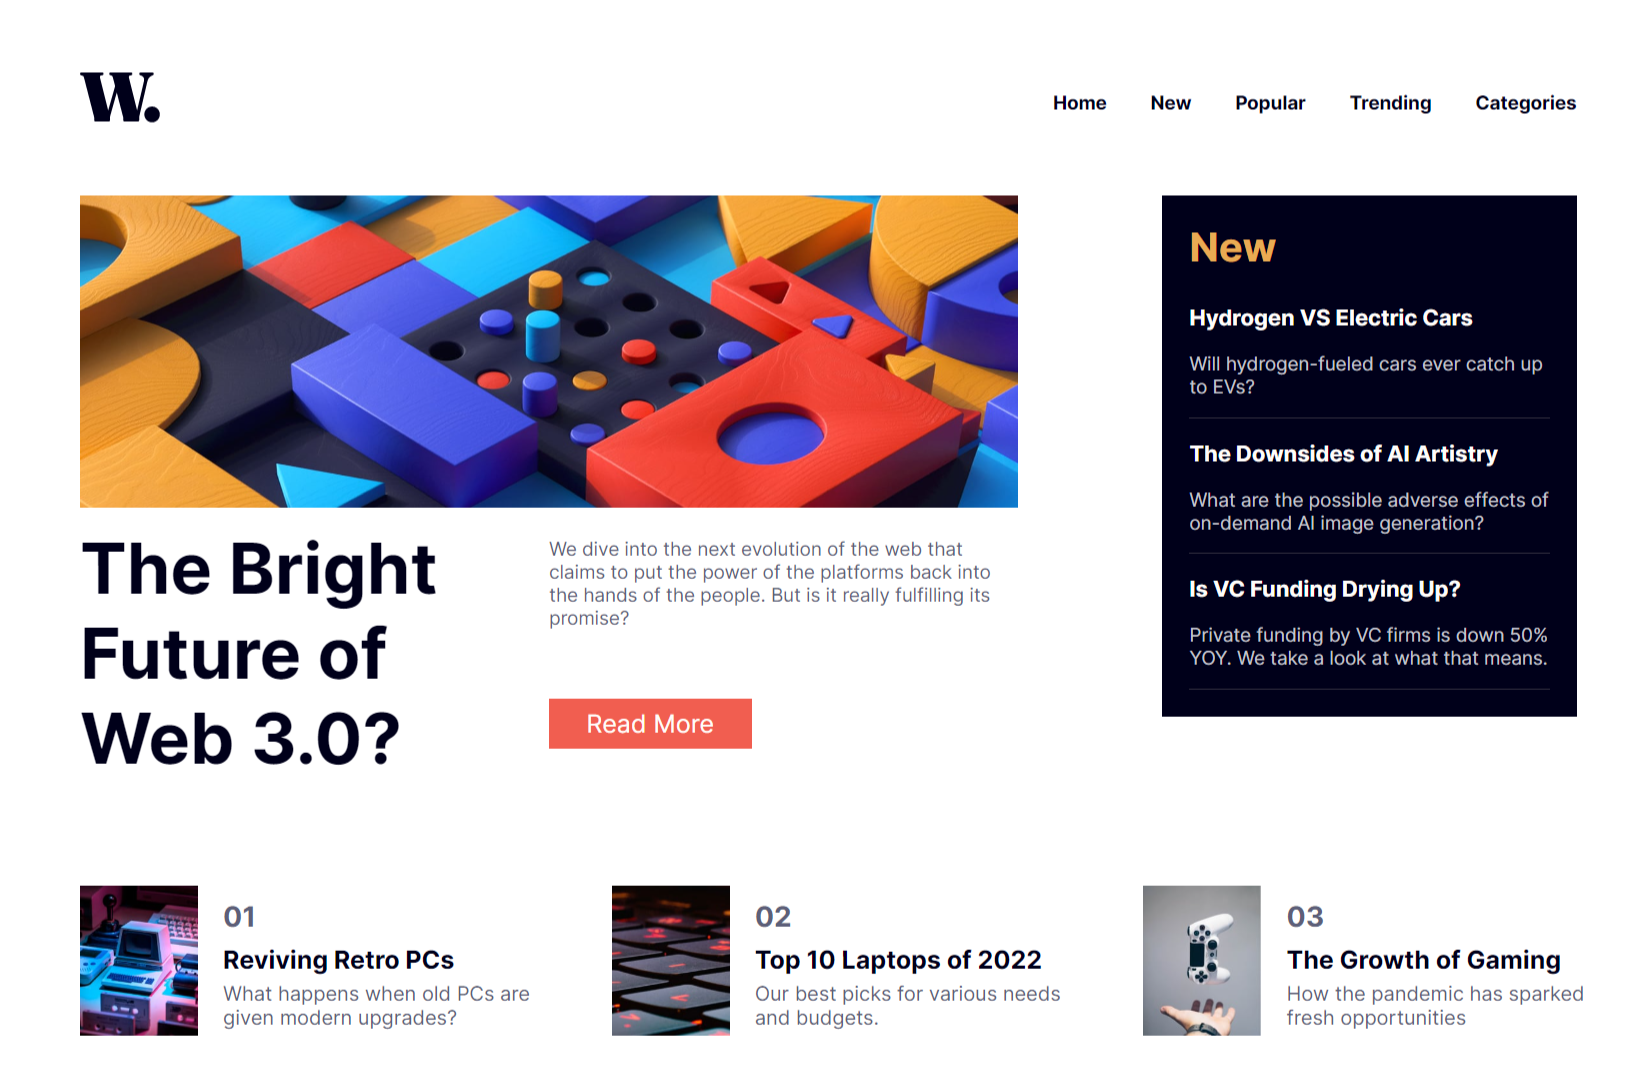 W.
Home New Popular Trending Categories
The Bright
Future of
Web 3.0?
We dive into the next evolution of the web that
claims to put the power of the platforms back into
the hands of the people. But is it really fulfilling its
promise?
Read More
New
Hydrogen VS Electric Cars
Will hydrogen-fueled cars ever catch up
to EVs?
The Downsides of AI Artistry
What are the possible adverse effects of
on-demand AI image generation?
Is VC Funding Drying Up?
Private funding by VC firms is down 50%
YOY. We take a look at what that means.
01
Reviving Retro PCs
What happens when old PCs are
given modern upgrades?
02
Top 10 Laptops of 2022
Our best picks for various needs
and budgets.
03
The Growth of Gaming
How the pandemic has sparked
fresh opportunities